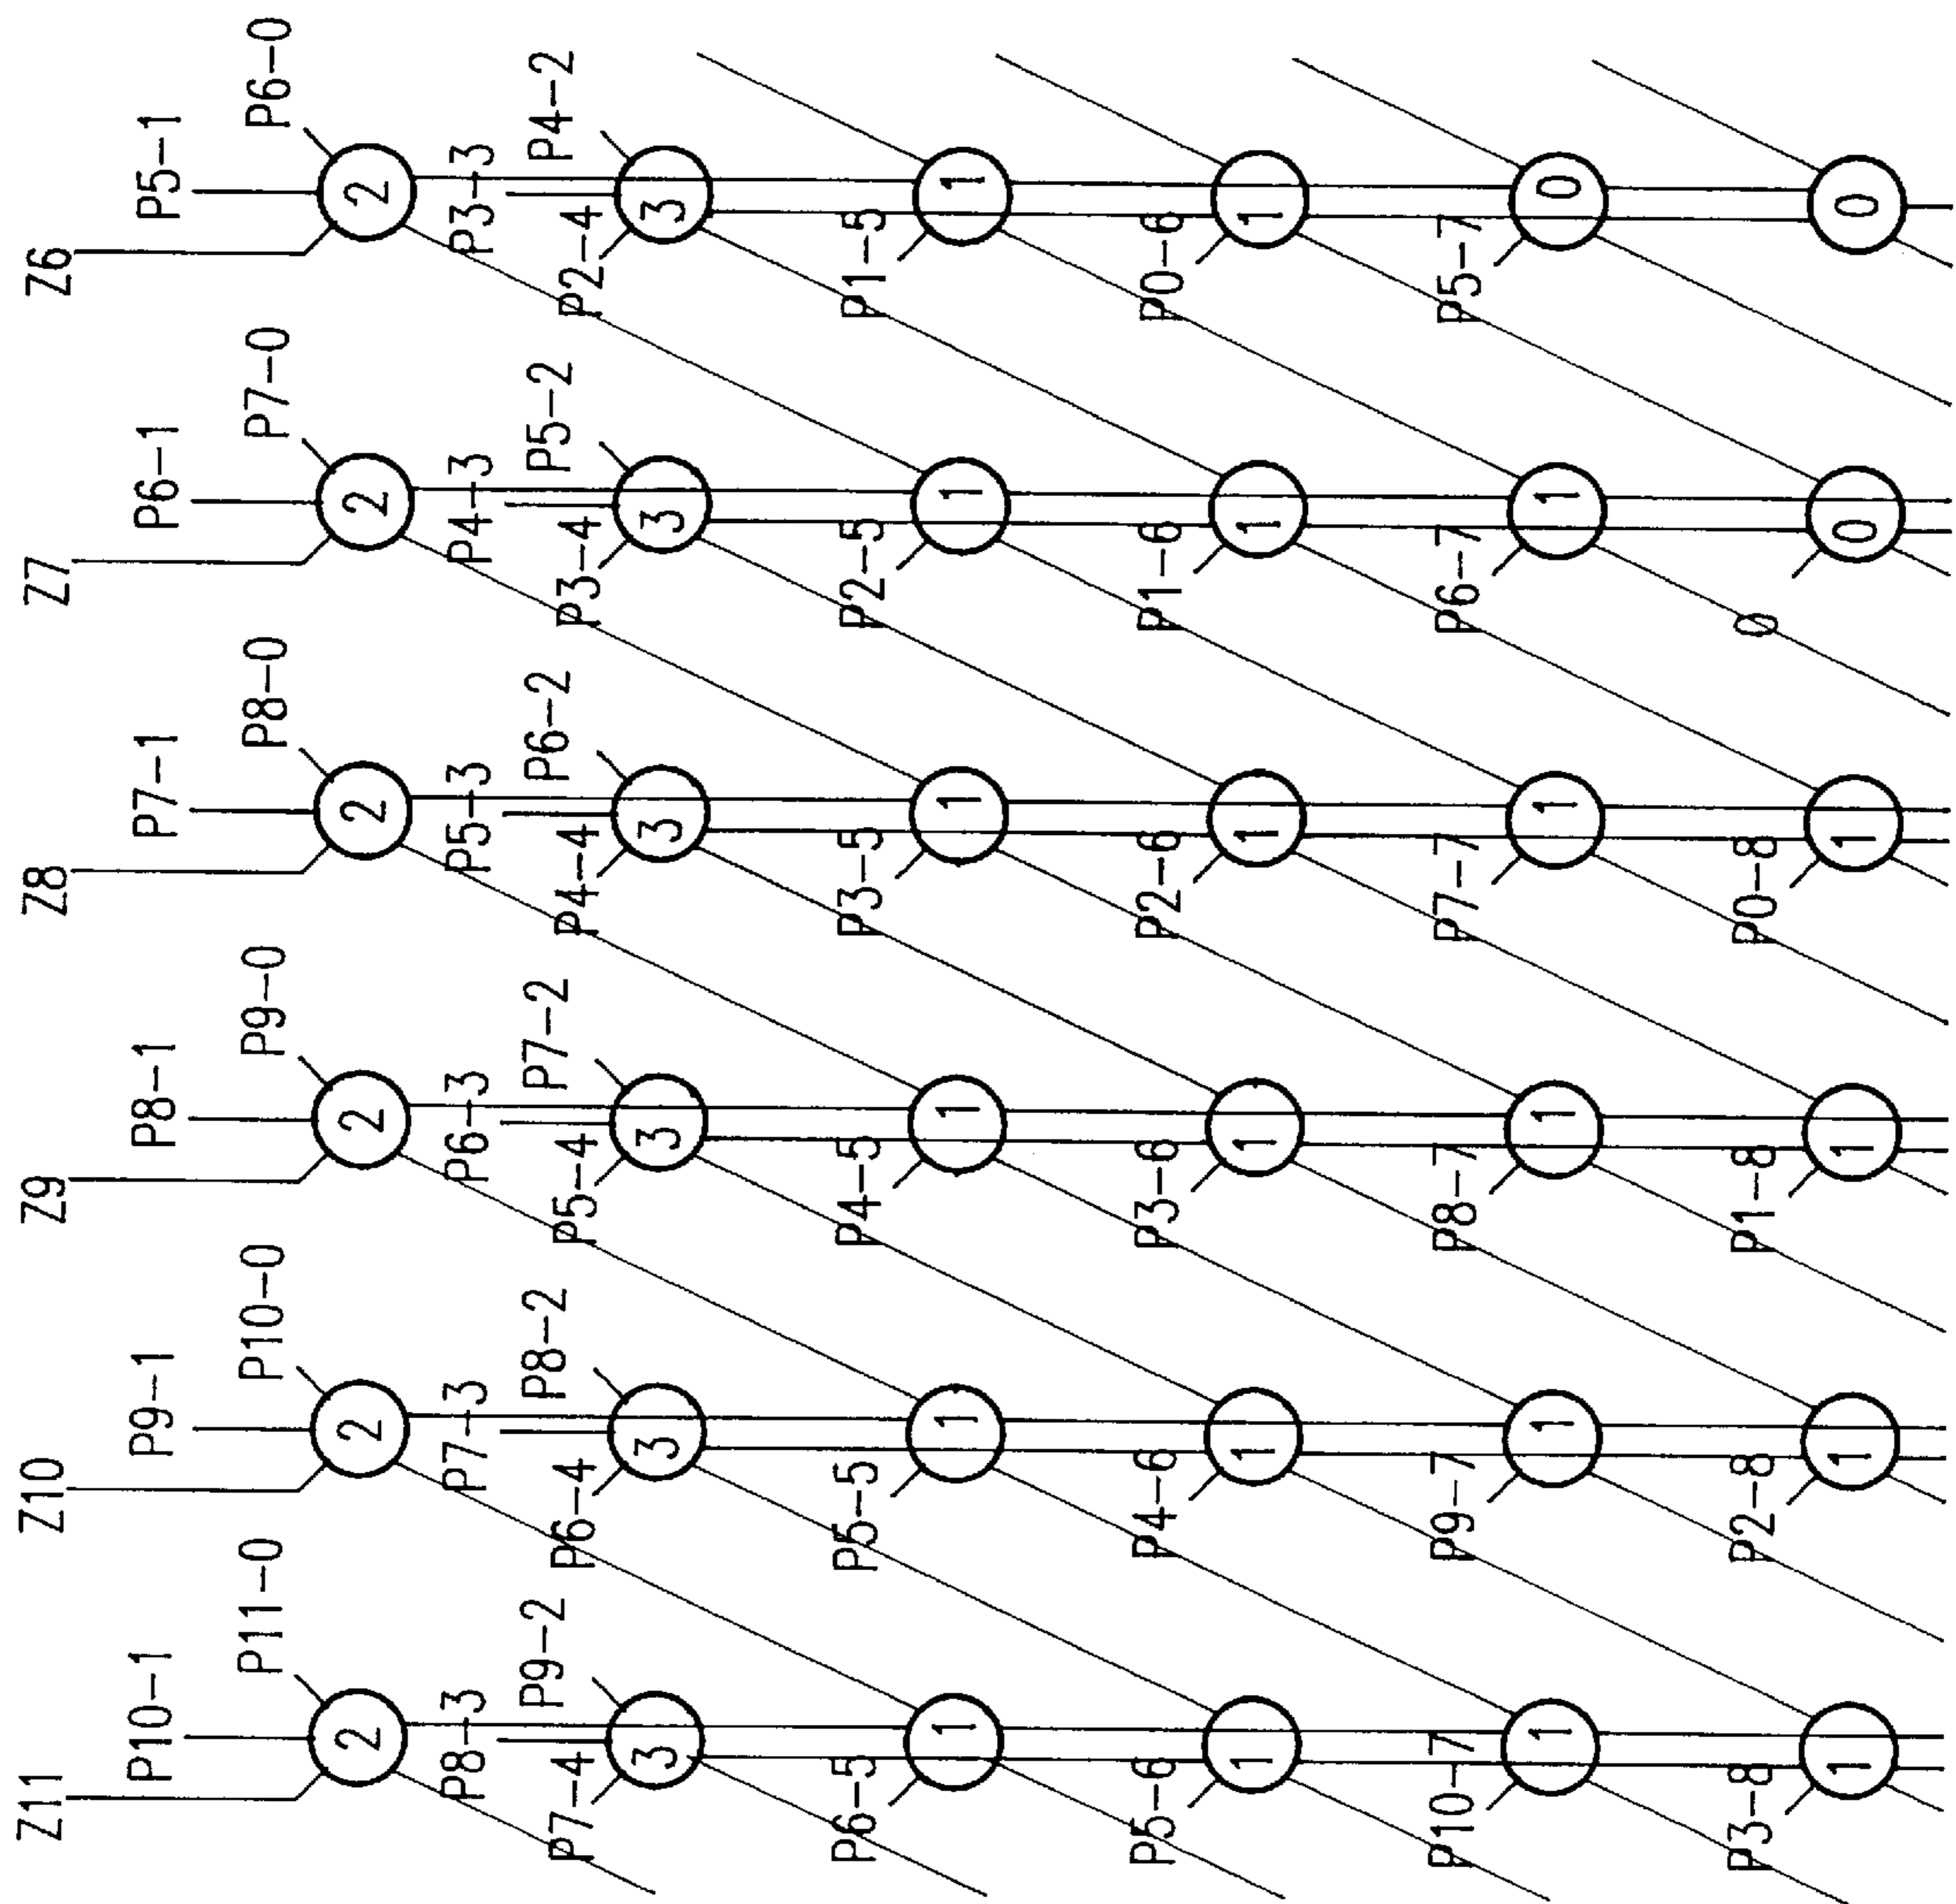 Z11 Z10 Z9 Z8 Z7 Z6
P10-1 P9-1 P8-1 P7-1 P6-1 P5-1
P11-0 P10-0 P9-0 P8-0 P7-0 P6-0
2 2 2 2 2 2
P8-3 P7-3 P6-3 P5-3 P4-3 P3-3
P9-2 P8-2 P7-2 P6-2 P5-2 P4-2
P7-4 P6-4 P5-4 P4-4 P3-4 P2-4
3 3 3 3 3 3
P6-5 P5-5 P4-5 P3-5 P2-5 P1-5
1 1 1 1 1 1
P5-6 P4-6 P3-6 P2-6 P1-6 P0-6
1 1 1 1 1 1
P10-7 P9-7 P8-7 P7-7 P6-7 P5-7
1 1 1 1 1 0
P3-8 P2-8 P1-8 P0-8 0
1 1 1 1 0 0